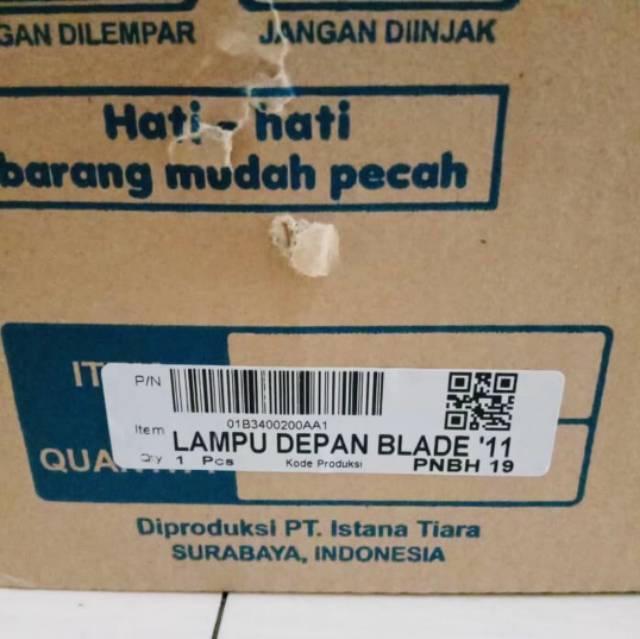 GAN DILEMPAR
JANGAN DIINJAK
Hati - hati
barang mudah pecah
P/N
01B3400200AA1
Item LAMPU DEPAN BLADE '11
Qty 1 Pcs Kode Produksi PNBH 19
Diproduksi PT. Istana Tiara
SURABAYA, INDONESIA